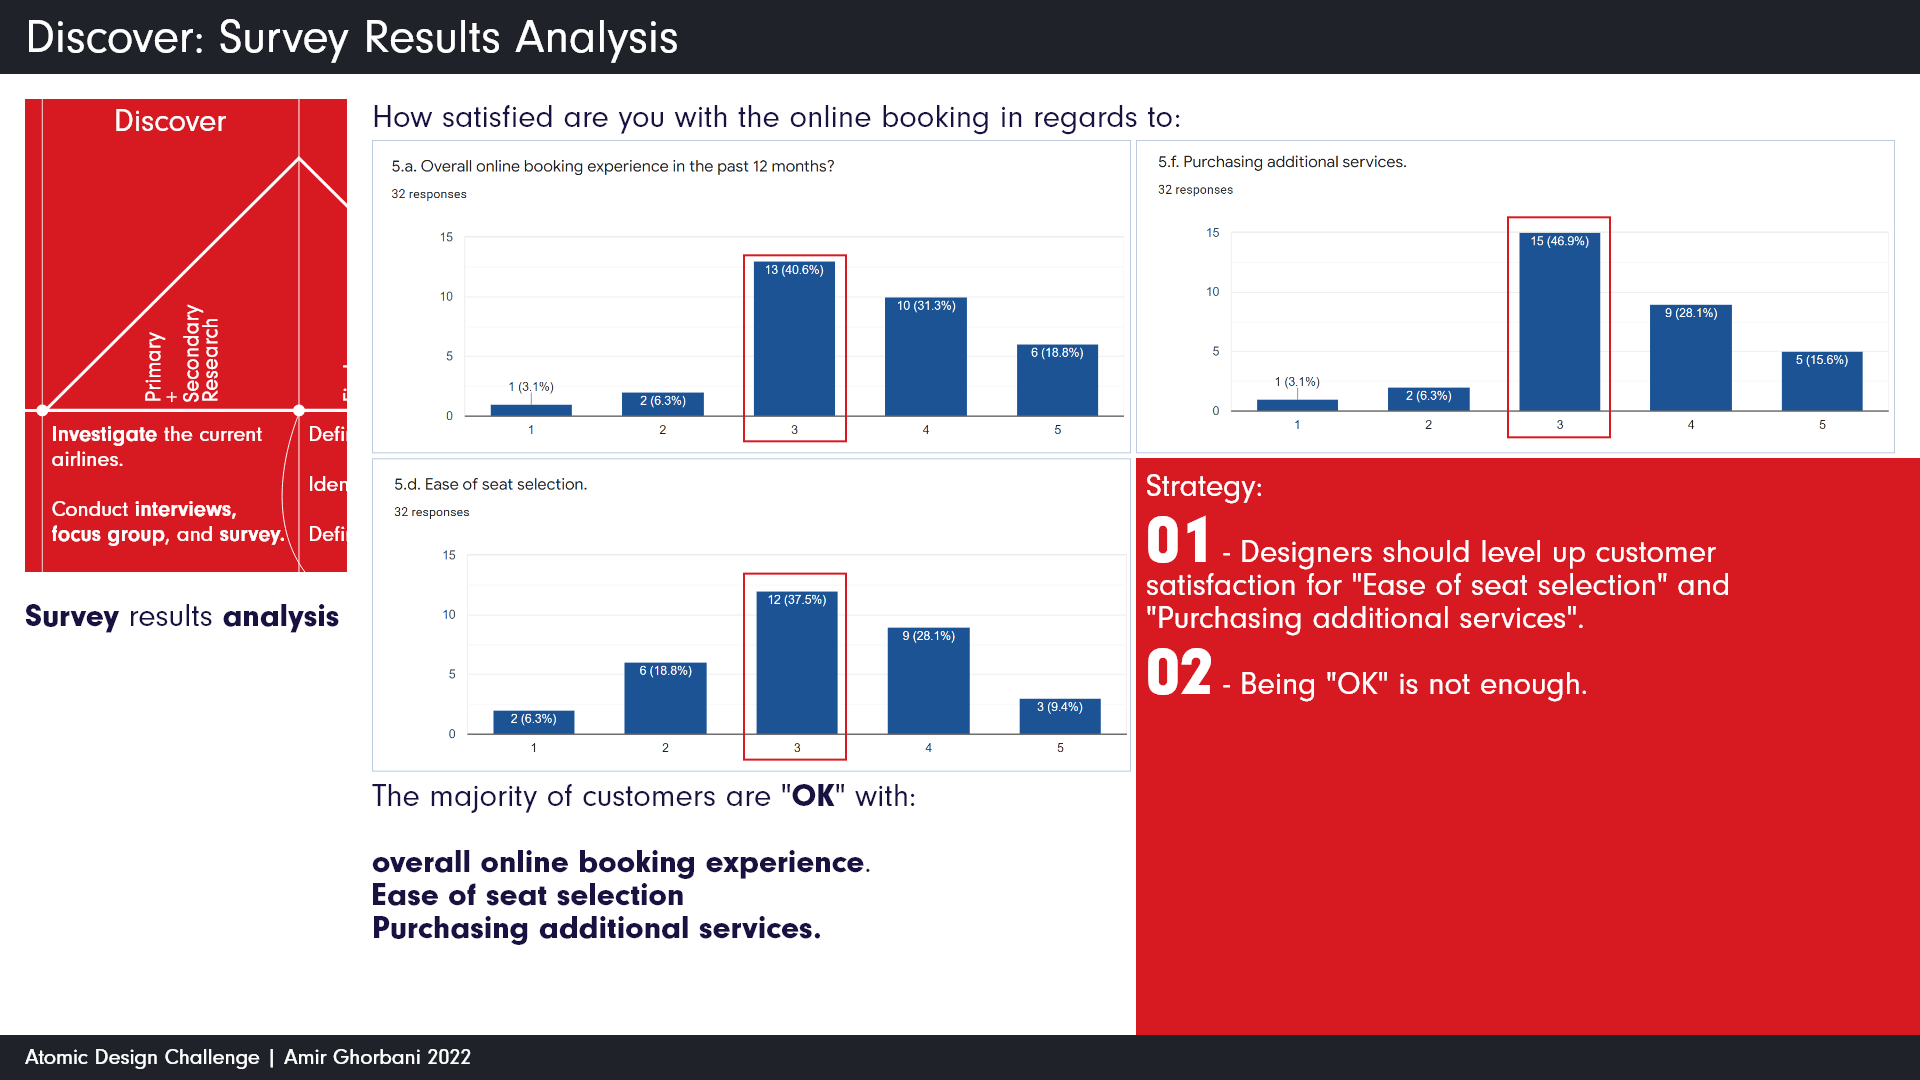 Discover: Survey Results Analysis
Discover
Primary
+
Secondary
Research
Investigate the current
airlines.
Conduct interviews,
focus group, and survey.
Survey results analysis
How satisfied are you with the online booking in regards to:
5.a. Overall online booking experience in the past 12 months?
32 responses
15
10
5
0
1 (3.1%)
2 (6.3%)
13 (40.6%)
10 (31.3%)
6 (18.8%)
1 2 3 4 5
5.f. Purchasing additional services.
32 responses
15
10
5
0
1 (3.1%)
2 (6.3%)
15 (46.9%)
9 (28.1%)
5 (15.6%)
1 2 3 4 5
5.d. Ease of seat selection.
32 responses
15
10
5
0
2 (6.3%)
6 (18.8%)
12 (37.5%)
9 (28.1%)
3 (9.4%)
1 2 3 4 5
The majority of customers are "OK" with:
overall online booking experience.
Ease of seat selection
Purchasing additional services.
Strategy:
01 - Designers should level up customer
satisfaction for "Ease of seat selection" and
"Purchasing additional services".
02 - Being "OK" is not enough.
Atomic Design Challenge | Amir Ghorbani 2022